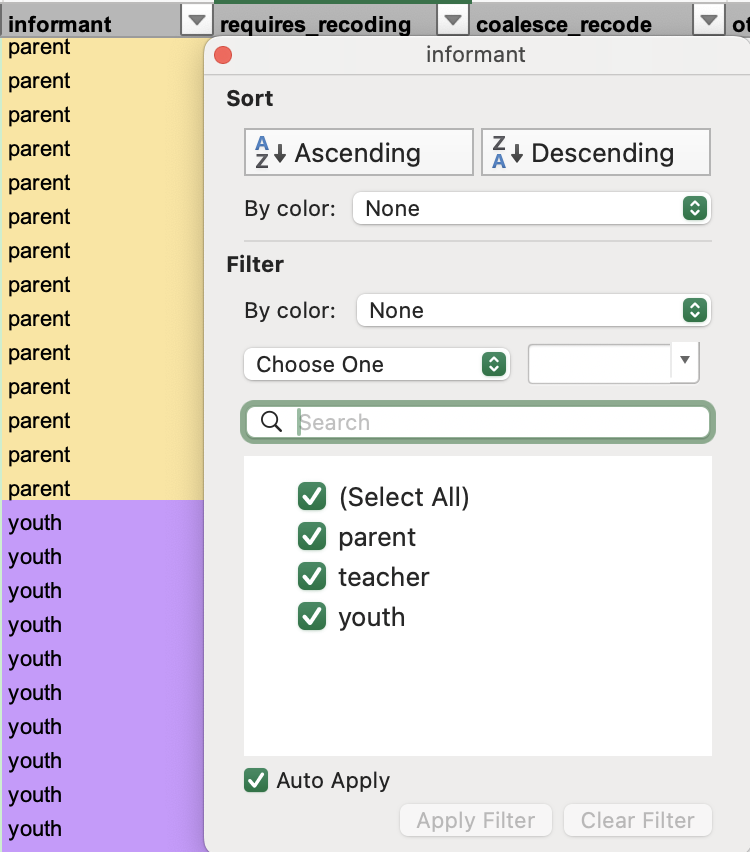 informant requires_recoding coalesce_recode ot
parent
parent
parent
parent
parent
parent
parent
parent
parent
parent
parent
parent
parent
parent
youth
youth
youth
youth
youth
youth
youth
youth
youth
youth
informant
Sort
A Z Ascending
Z A Descending
By color: None
Filter
By color: None
Choose One
Search
(Select All)
parent
teacher
youth
Auto Apply
Apply Filter Clear Filter